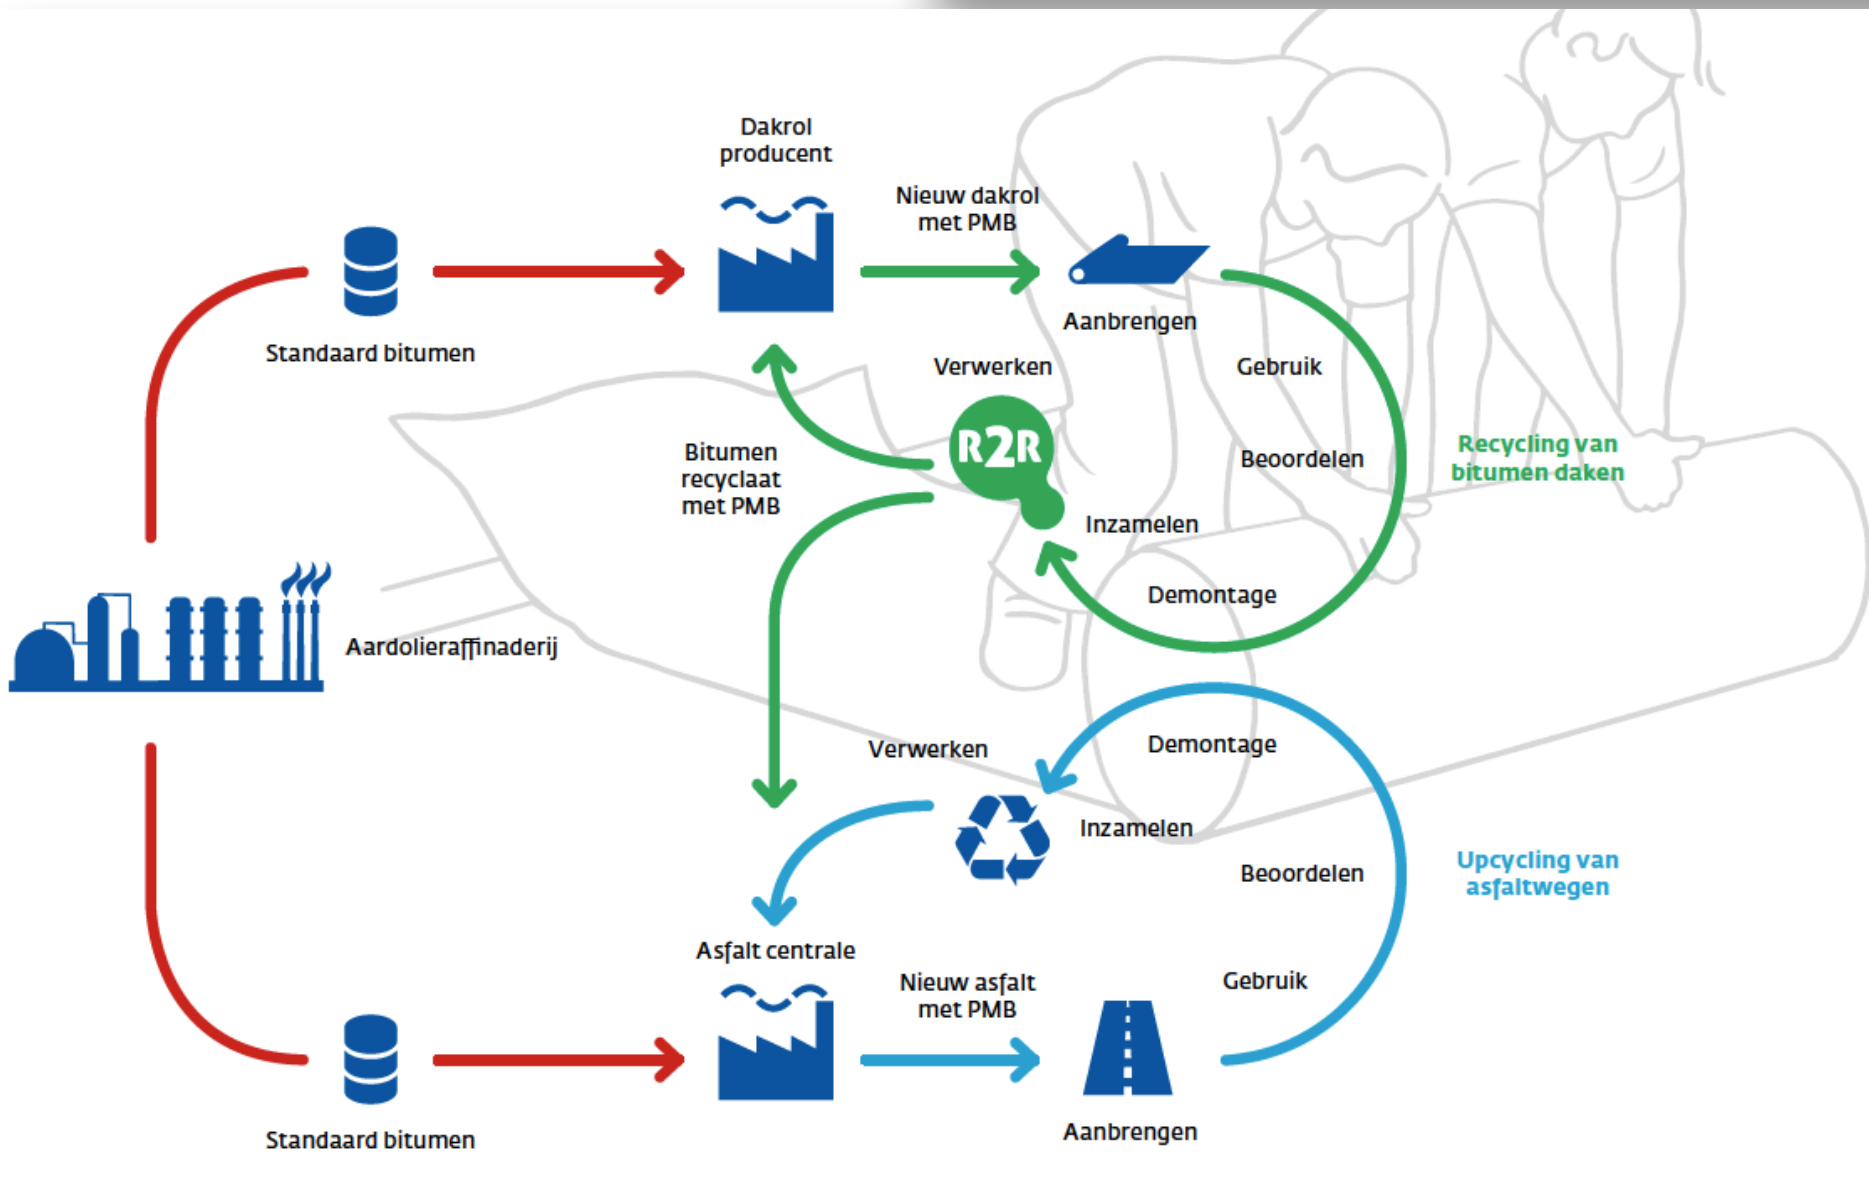 Dakrol
producent
Nieuw dakrol
met PMB
Standaard bitumen
Aanbrengen
Verwerken
Gebruik
R2R
Bitumen
recyclaat
met PMB
Beoordelen
Recycling van
bitumen daken
Inzamelen
Demontage
Aardolieraffinaderij
Verwerken
Demontage
Inzamelen
Beoordelen
Upcycling van
asfaltwegen
Asfalt centrale
Nieuw asfalt
met PMB
Gebruik
Standaard bitumen
Aanbrengen